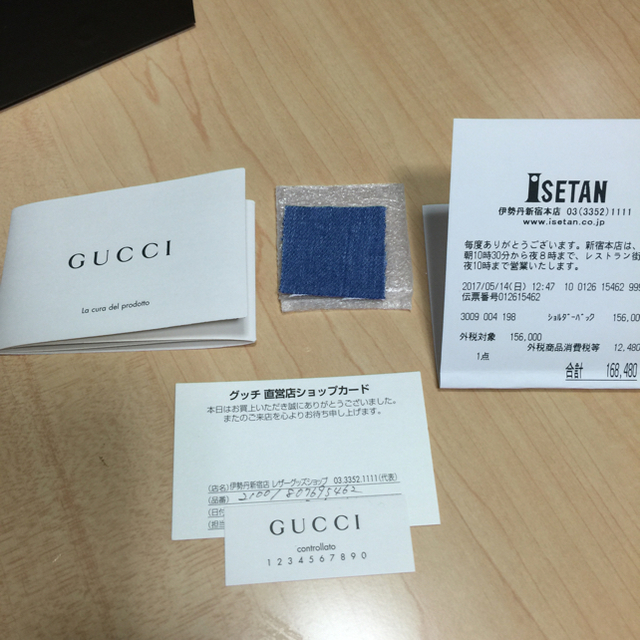 GUCCI
La cura del prodotto
ISETAN
伊勢丹新宿本店 03(3352)1111
www.isetan.co.jp
毎度ありがとうございます。新宿本店は、
朝10時30分から夜8時まで、レストラン街
夜10時まで営業いたします。
2017/05/14(日) 12:47 10 0126 15462 999
伝票番号012615462
3009 004 198 ショルダーバック 156,00
外税対象 156,000
1点 外税商品消費税等 12,480
合計 168,480
グッチ 直営店ショップカード
本日はお買上いただき誠にありがとうございました。
またのご来店を心よりお待ち申し上げます。
(店名)伊勢丹新宿店 レザーグッズショップ 03.3352.1111(代表)
(品番) 2100/807695462
(日付
(担当
GUCCI
controllato
1 2 3 4 5 6 7 8 9 0